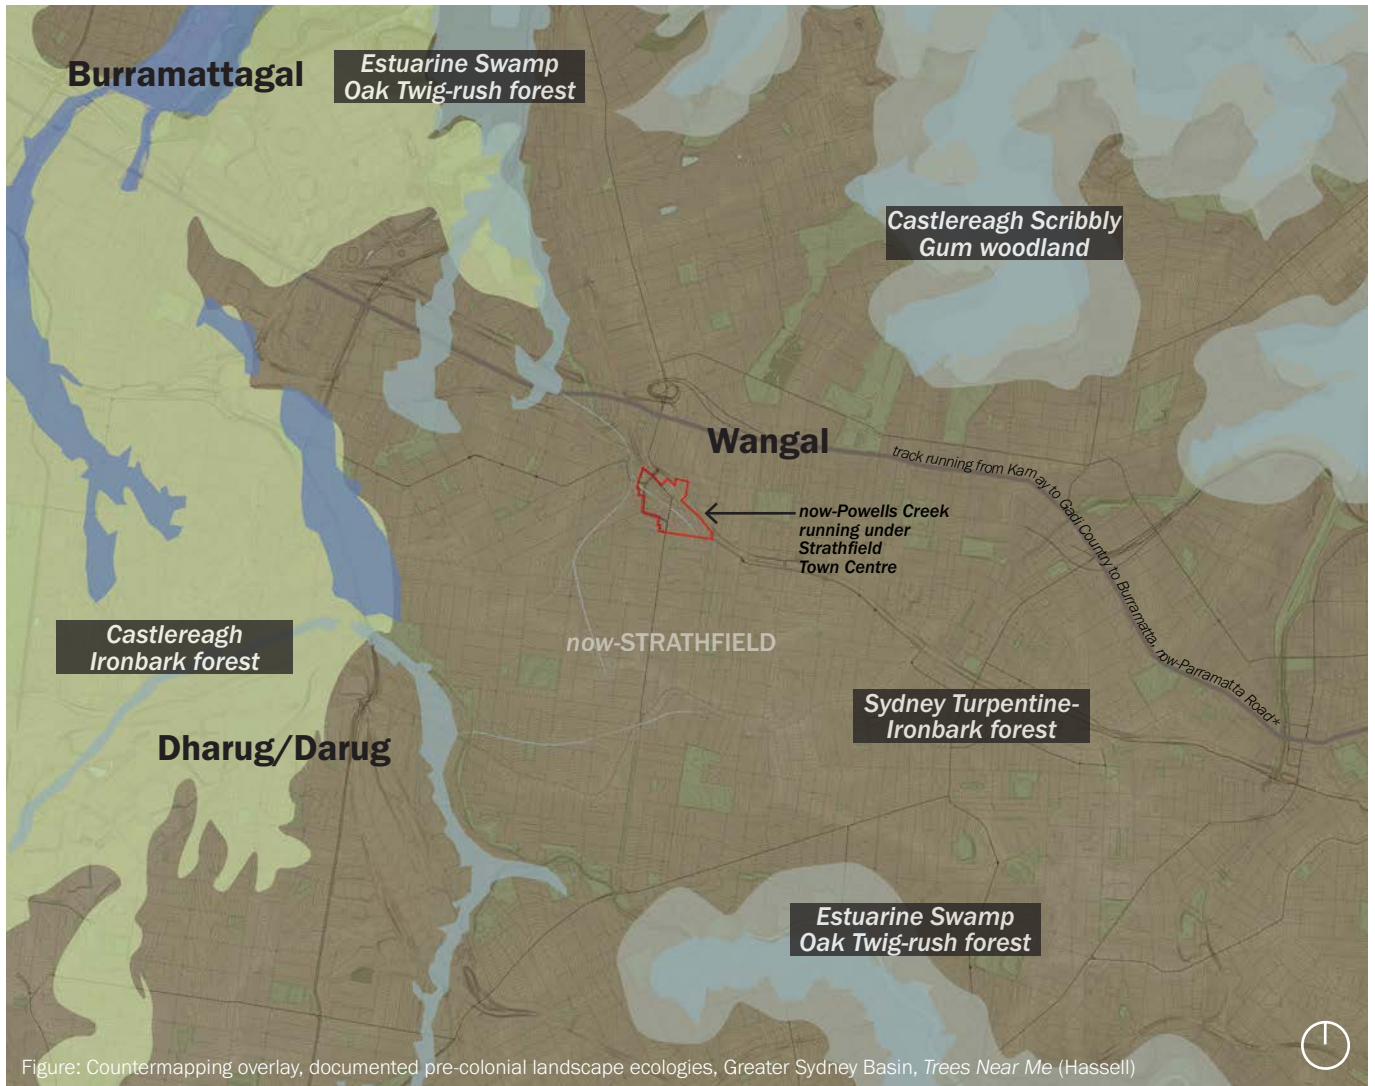 Burramattagal
Estuarine Swamp
Oak Twig-rush forest
Castlereagh Scribbly
Gum woodland
Wangal
track running from Kamay to Gadi Country to Burramatta, now-Parramatta Road*
now-Powells Creek
running under
Strathfield
Town Centre
Castlereagh
Ironbark forest
now-STRATHFIELD
Sydney Turpentine-
Ironbark forest
Dharug/Darug
Estuarine Swamp
Oak Twig-rush forest
Figure: Countermapping overlay, documented pre-colonial landscape ecologies, Greater Sydney Basin, Trees Near Me (Hassell)